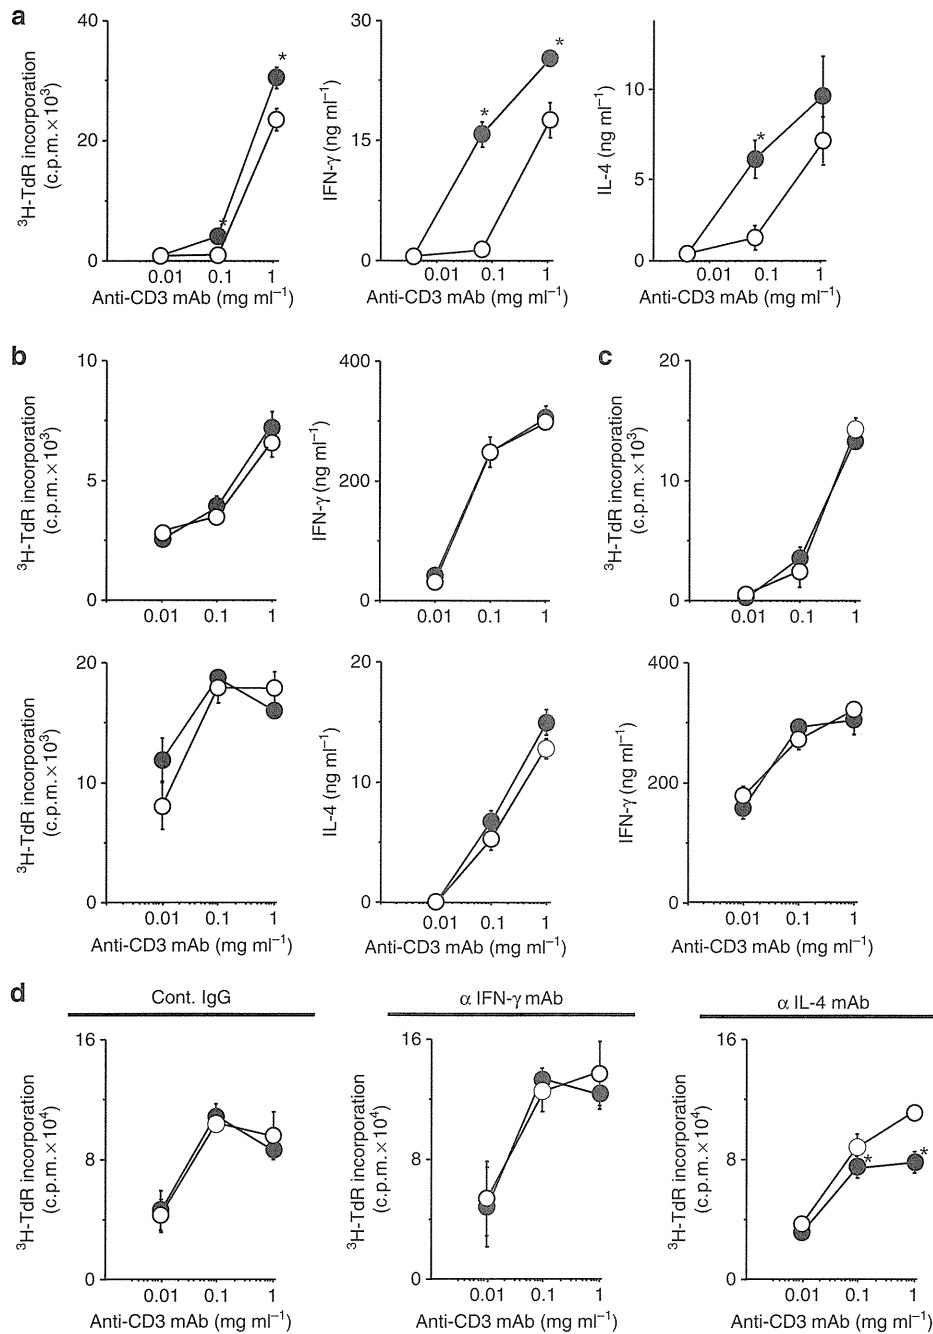 a
40
20
0
³H-TdR incorporation
(c.p.m. × 10³)
*
*
0.01 0.1 1
Anti-CD3 mAb (mg ml⁻¹)
30
15
0
IFN-γ (ng ml⁻¹)
*
*
0.01 0.1 1
Anti-CD3 mAb (mg ml⁻¹)
10
5
0
IL-4 (ng ml⁻¹)
*
0.01 0.1 1
Anti-CD3 mAb (mg ml⁻¹)
b
10
5
0
³H-TdR incorporation
(c.p.m. × 10³)
0.01 0.1 1
400
200
0
IFN-γ (ng ml⁻¹)
0.01 0.1 1
c
20
10
0
³H-TdR incorporation
(c.p.m. × 10³)
0.01 0.1 1
20
10
0
³H-TdR incorporation
(c.p.m. × 10³)
0.01 0.1 1
Anti-CD3 mAb (mg ml⁻¹)
20
10
0
IL-4 (ng ml⁻¹)
0.01 0.1 1
Anti-CD3 mAb (mg ml⁻¹)
400
200
0
IFN-γ (ng ml⁻¹)
0.01 0.1 1
Anti-CD3 mAb (mg ml⁻¹)
d
Cont. IgG
16
8
0
³H-TdR incorporation
(c.p.m. × 10⁴)
0.01 0.1 1
Anti-CD3 mAb (mg ml⁻¹)
α IFN-γ mAb
16
8
0
³H-TdR incorporation
(c.p.m. × 10⁴)
0.01 0.1 1
Anti-CD3 mAb (mg ml⁻¹)
α IL-4 mAb
16
8
0
³H-TdR incorporation
(c.p.m. × 10⁴)
*
*
0.01 0.1 1
Anti-CD3 mAb (mg ml⁻¹)